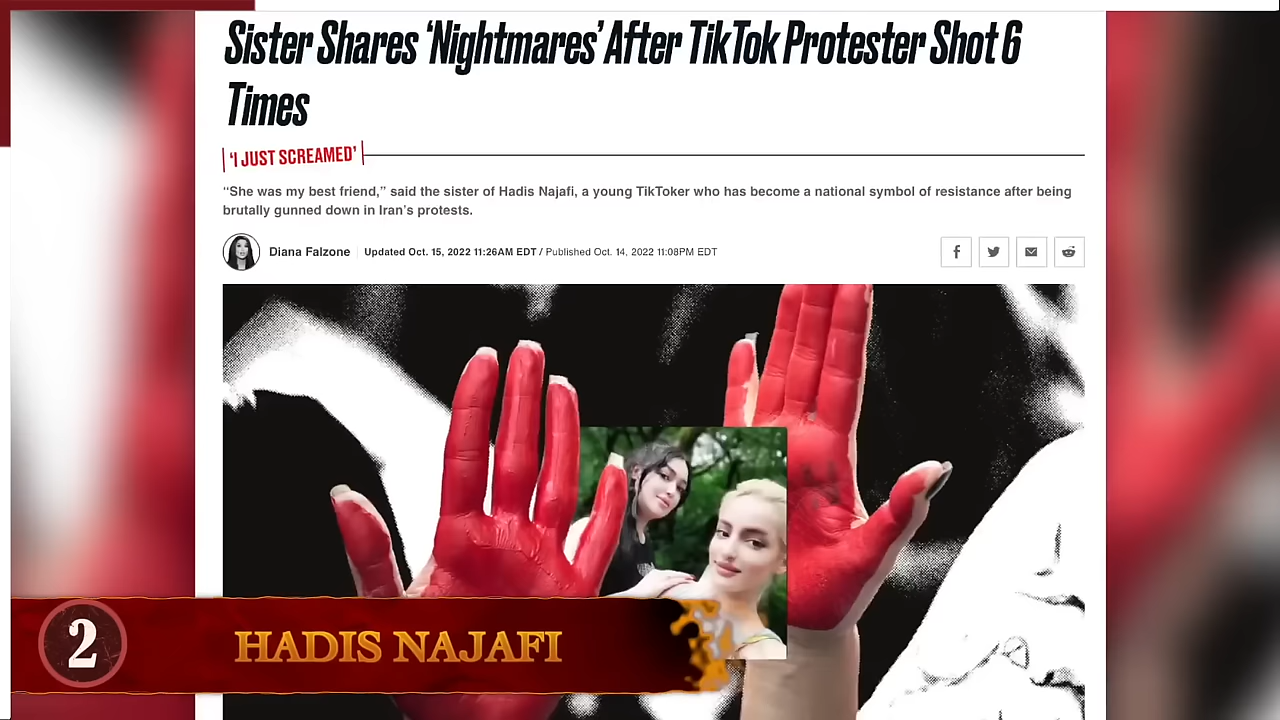 Sister Shares ‘Nightmares’ After TikTok Protester Shot 6
Times
‘I JUST SCREAMED’
“She was my best friend,” said the sister of Hadis Najafi, a young TikToker who has become a national symbol of resistance after being
brutally gunned down in Iran’s protests.
Diana Falzone
Updated Oct. 15, 2022 11:26AM EDT / Published Oct. 14, 2022 11:08PM EDT
2
HADIS NAJAFI